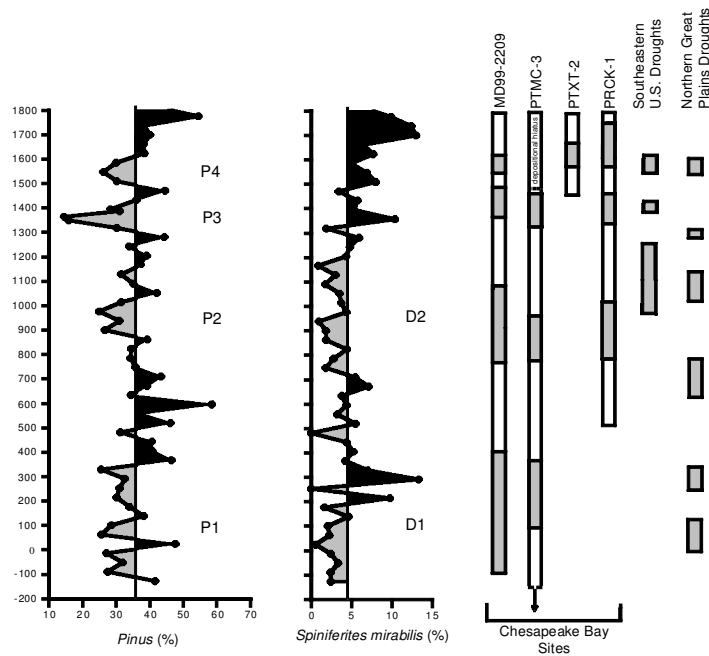 MD99-2209
PTMC-3
PTXT-2
PRCK-1
Southeastern
U.S. Droughts
Northern Great
Plains Droughts
1800
1700
1600
1500
1400
1300
1200
1100
1000
900
800
700
600
500
400
300
200
100
0
-100
-200
P4
P3
P2
P1
D2
D1
depositional hiatus
10 20 30 40 50 60 70
0 5 10 15
Pinus (%)
Spiniferites mirabilis (%)
Chesapeake Bay
Sites